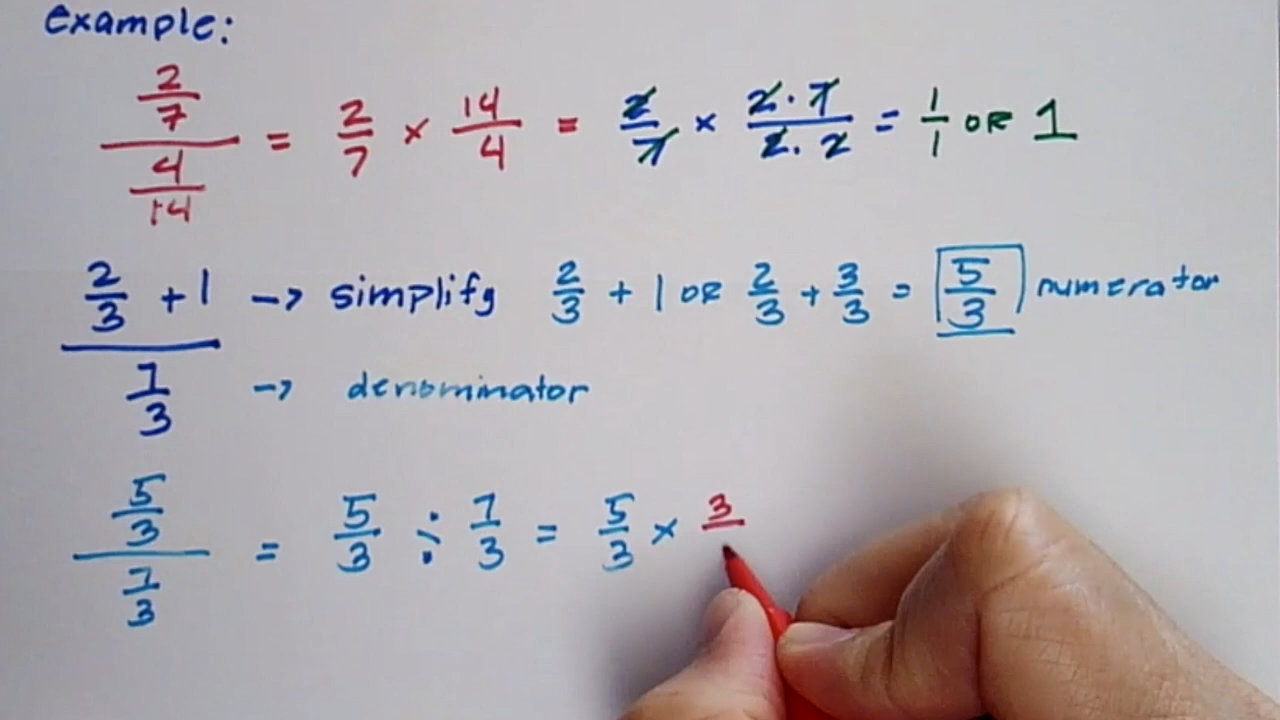 example:
2/7 / 4/14 = 2/7 × 14/4 = 2/7 × 2·7/2·2 = 1/1 OR 1
2/3 + 1 / 7/3
→ simplify 2/3 + 1 OR 2/3 + 3/3 = 5/3 numerator
→ denominator
5/3 / 7/3 = 5/3 ÷ 7/3 = 5/3 × 3